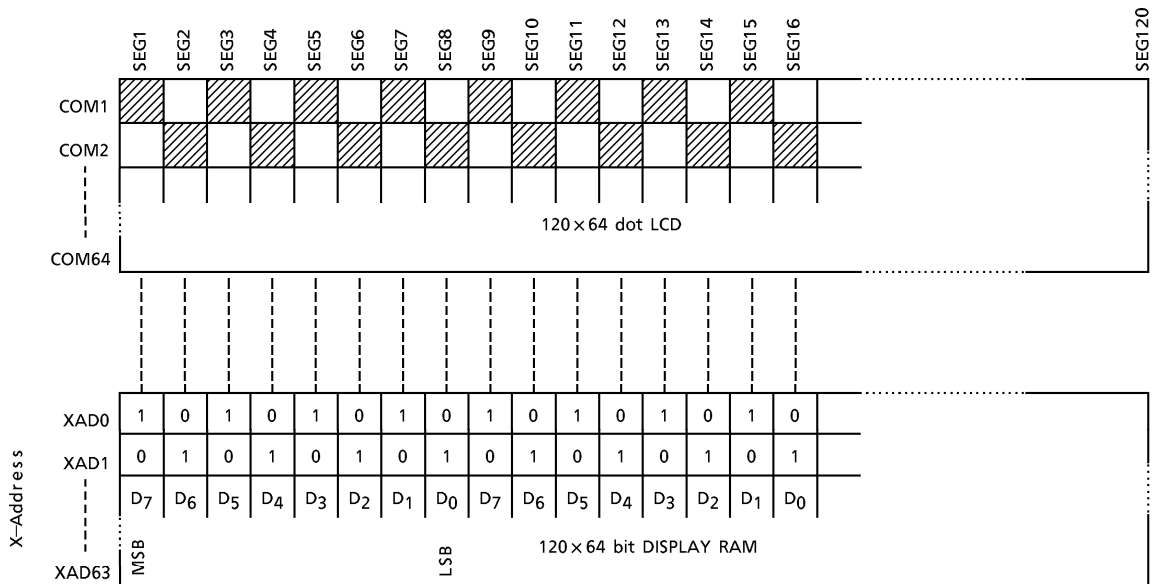 SEG1 SEG2 SEG3 SEG4 SEG5 SEG6 SEG7 SEG8 SEG9 SEG10 SEG11 SEG12 SEG13 SEG14 SEG15 SEG16 SEG120
COM1
COM2
120×64 dot LCD
COM64
XAD0 1 0 1 0 1 0 1 0 1 0 1 0 1 0 1 0
XAD1 0 1 0 1 0 1 0 1 0 1 0 1 0 1 0 1
D7 D6 D5 D4 D3 D2 D1 D0 D7 D6 D5 D4 D3 D2 D1 D0
X–Address
MSB LSB 120×64 bit DISPLAY RAM
XAD63